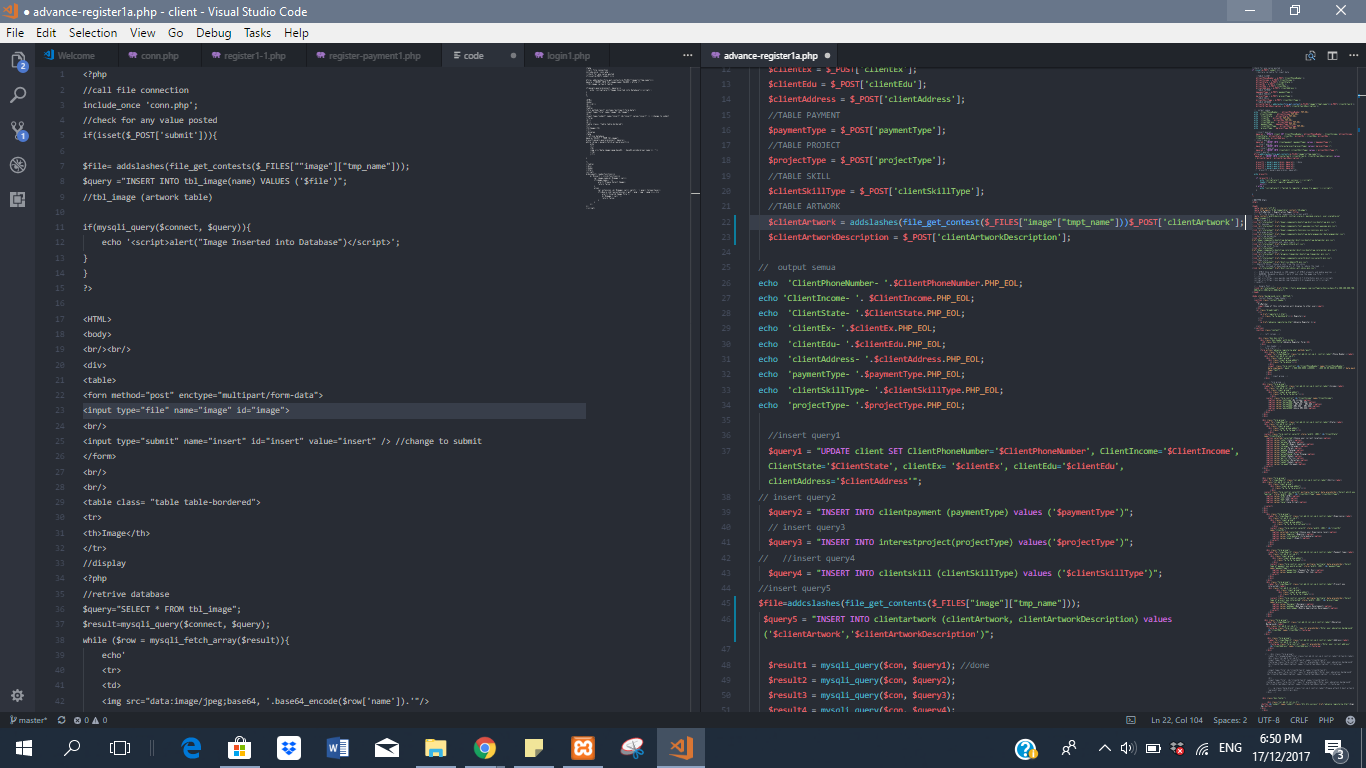 ● advance-register1a.php - client - Visual Studio Code
File Edit Selection View Go Debug Tasks Help
Welcome conn.php register1-1.php register-payment1.php code login1.php
1 <?php
2 //call file connection
3 include_once 'conn.php';
4 //check for any value posted
5 if(isset($_POST['submit'])){
6
7 $file= addslashes(file_get_contests($_FILES[""image"]["tmp_name"]));
8 $query ="INSERT INTO tbl_image(name) VALUES ('$file')";
9 //tbl_image (artwork table)
10
11 if(mysqli_query($connect, $query)){
12 echo '<script>alert("Image Inserted into Database")</script>';
13 }
14 }
15 ?>
16
17 <HTML>
18 <body>
19 <br/><br/>
20 <div>
21 <table>
22 <forn method="post" enctype="multipart/form-data">
23 <input type="file" name="image" id="image">
24 <br/>
25 <input type="submit" name="insert" id="insert" value="insert" /> //change to submit
26 </form>
27 <br/>
28 <br/>
29 <table class= "table table-bordered">
30 <tr>
31 <th>Image</th>
32 </tr>
33 //display
34 <?php
35 //retrive database
36 $query="SELECT * FROM tbl_image";
37 $result=mysqli_query($connect, $query);
38 while ($row = mysqli_fetch_array($result)){
39 echo'
40 <tr>
41 <td>
42 <img src="data:image/jpeg;base64, '.base64_encode($row['name']).'"/>
advance-register1a.php
12 $clientEx = $_POST['clientEx'];
13 $clientEdu = $_POST['clientEdu'];
14 $clientAddress = $_POST['clientAddress'];
15 //TABLE PAYMENT
16 $paymentType = $_POST['paymentType'];
17 //TABLE PROJECT
18 $projectType = $_POST['projectType'];
19 //TABLE SKILL
20 $clientSkillType = $_POST['clientSkillType'];
21 //TABLE ARTWORK
22 $clientArtwork = addslashes(file_get_contest($_FILES["image"["tmpt_name"]))$_POST['clientArtwork'];
23 $clientArtworkDescription = $_POST['clientArtworkDescription'];
24
25 // output semua
26 echo 'ClientPhoneNumber- '.$ClientPhoneNumber.PHP_EOL;
27 echo 'ClientIncome- '. $ClientIncome.PHP_EOL;
28 echo 'ClientState- '.$ClientState.PHP_EOL;
29 echo 'clientEx- '.$clientEx.PHP_EOL;
30 echo 'clientEdu- '.$clientEdu.PHP_EOL;
31 echo 'clientAddress- '.$clientAddress.PHP_EOL;
32 echo 'paymentType- '.$paymentType.PHP_EOL;
33 echo 'clientSkillType- '.$clientSkillType.PHP_EOL;
34 echo 'projectType- '.$projectType.PHP_EOL;
35
36 //insert query1
37 $query1 = "UPDATE client SET ClientPhoneNumber='$ClientPhoneNumber', ClientIncome='$ClientIncome',
ClientState='$ClientState', clientEx= '$clientEx', clientEdu='$clientEdu',
clientAddress='$clientAddress'";
38 // insert query2
39 $query2 = "INSERT INTO clientpayment (paymentType) values ('$paymentType')";
40 // insert query3
41 $query3 = "INSERT INTO interestproject(projectType) values('$projectType')";
42 // //insert query4
43 $query4 = "INSERT INTO clientskill (clientSkillType) values ('$clientSkillType')";
44 //insert query5
45 $file=addcslashes(file_get_contents($_FILES["image"]["tmp_name"]));
46 $query5 = "INSERT INTO clientartwork (clientArtwork, clientArtworkDescription) values
('$clientArtwork','$clientArtworkDescription')";
47
48 $result1 = mysqli_query($con, $query1); //done
49 $result2 = mysqli_query($con, $query2);
50 $result3 = mysqli_query($con, $query3);
51 $result4 = mysqli_query($con, $query4);
2
1
master* 0 0 Ln 22, Col 104 Spaces: 2 UTF-8 CRLF PHP
ENG 6:50 PM
17/12/2017 3